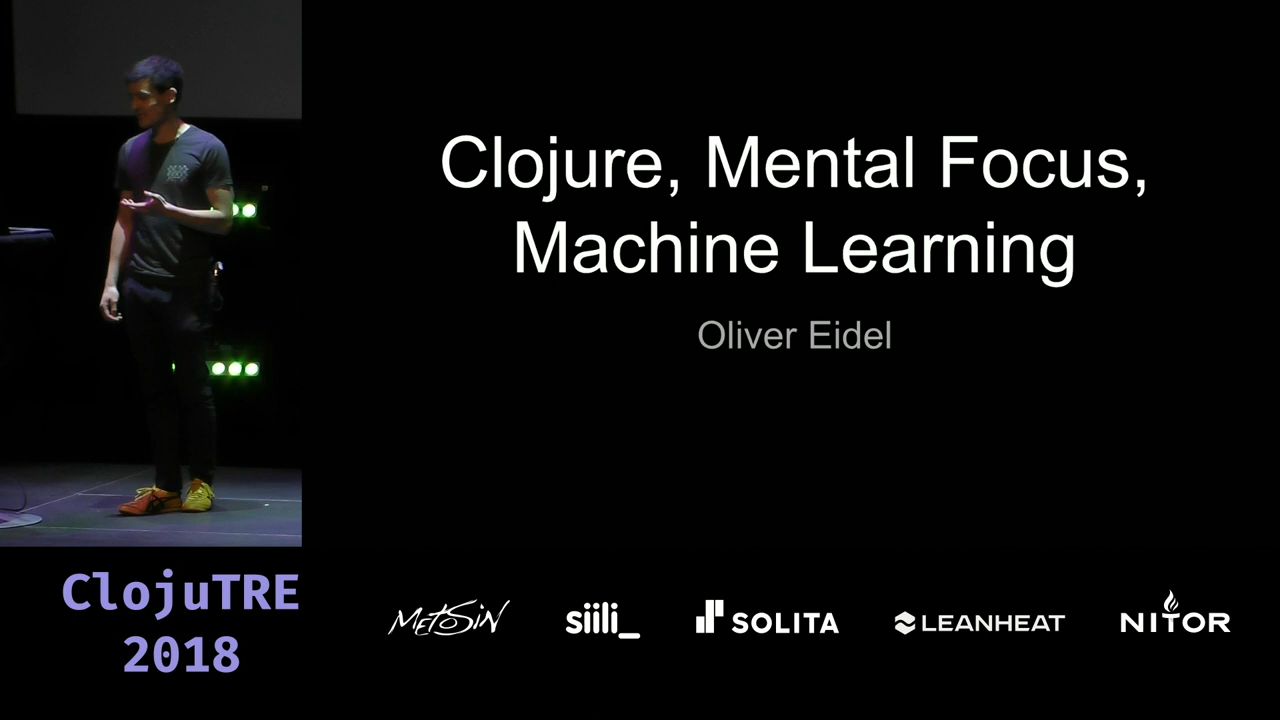 Clojure, Mental Focus,
Machine Learning
Oliver Eidel
ClojuTRE
2018
METOSIN
siili_
SOLITA
LEANHEAT
NITOR